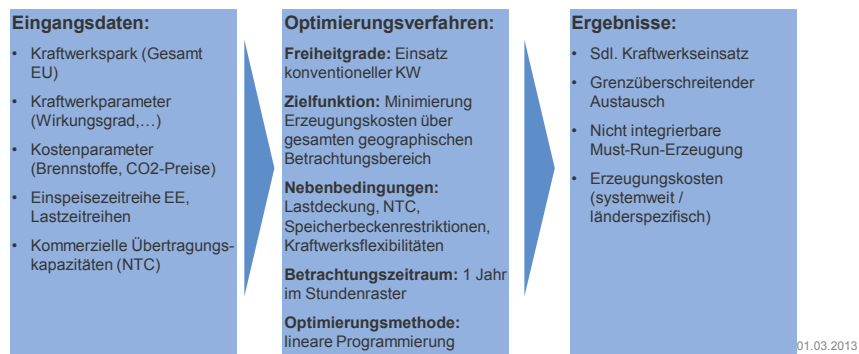 Eingangsdaten:
• Kraftwerkspark (Gesamt
EU)
• Kraftwerkparameter
(Wirkungsgrad,…)
• Kostenparameter
(Brennstoffe, CO2-Preise)
• Einspeisezeitreihe EE,
Lastzeitreihen
• Kommerzielle Übertragungs-
kapazitäten (NTC)
Optimierungsverfahren:
Freiheitgrade: Einsatz
konventioneller KW
Zielfunktion: Minimierung
Erzeugungskosten über
gesamten geographischen
Betrachtungsbereich
Nebenbedingungen:
Lastdeckung, NTC,
Speicherbeckenrestriktionen,
Kraftwerksflexibilitäten
Betrachtungszeitraum: 1 Jahr
im Stundenraster
Optimierungsmethode:
lineare Programmierung
Ergebnisse:
• Sdl. Kraftwerkseinsatz
• Grenzüberschreitender
Austausch
• Nicht integrierbare
Must-Run-Erzeugung
• Erzeugungskosten
(systemweit /
länderspezifisch)
01.03.2013